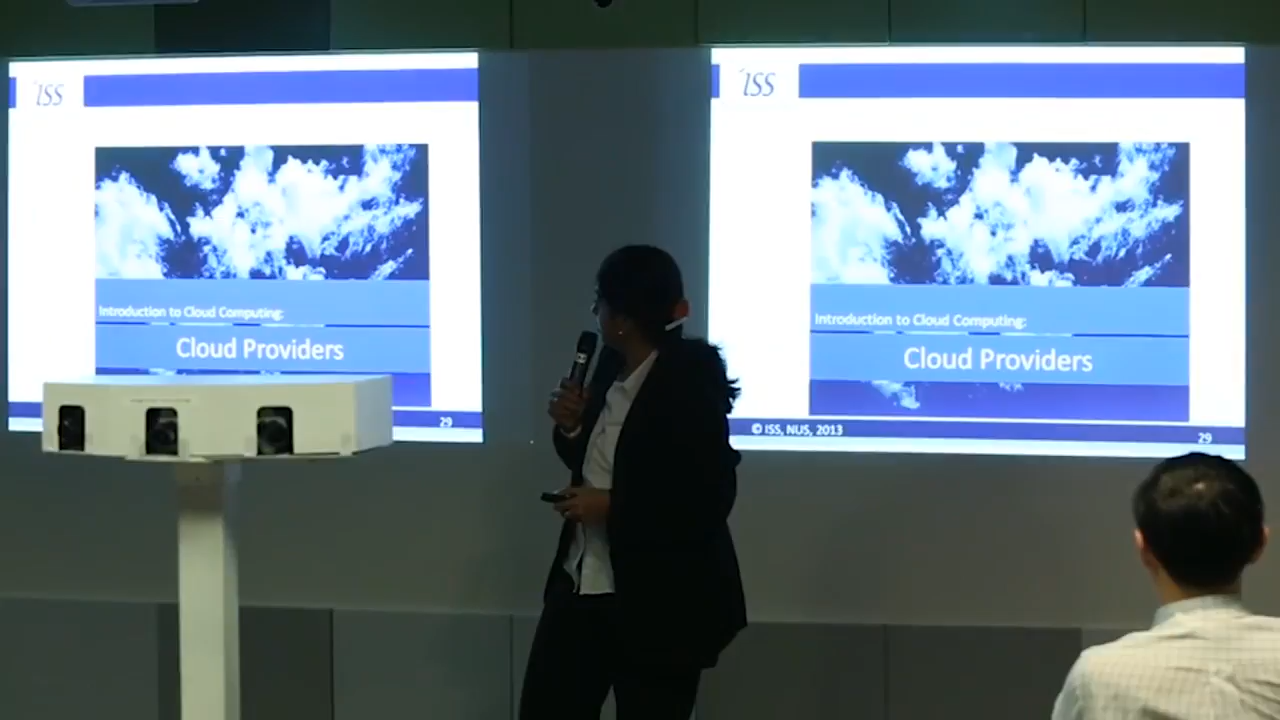 ISS
Introduction to Cloud Computing:
Cloud Providers
29
ISS
Introduction to Cloud Computing:
Cloud Providers
© ISS, NUS, 2013
29